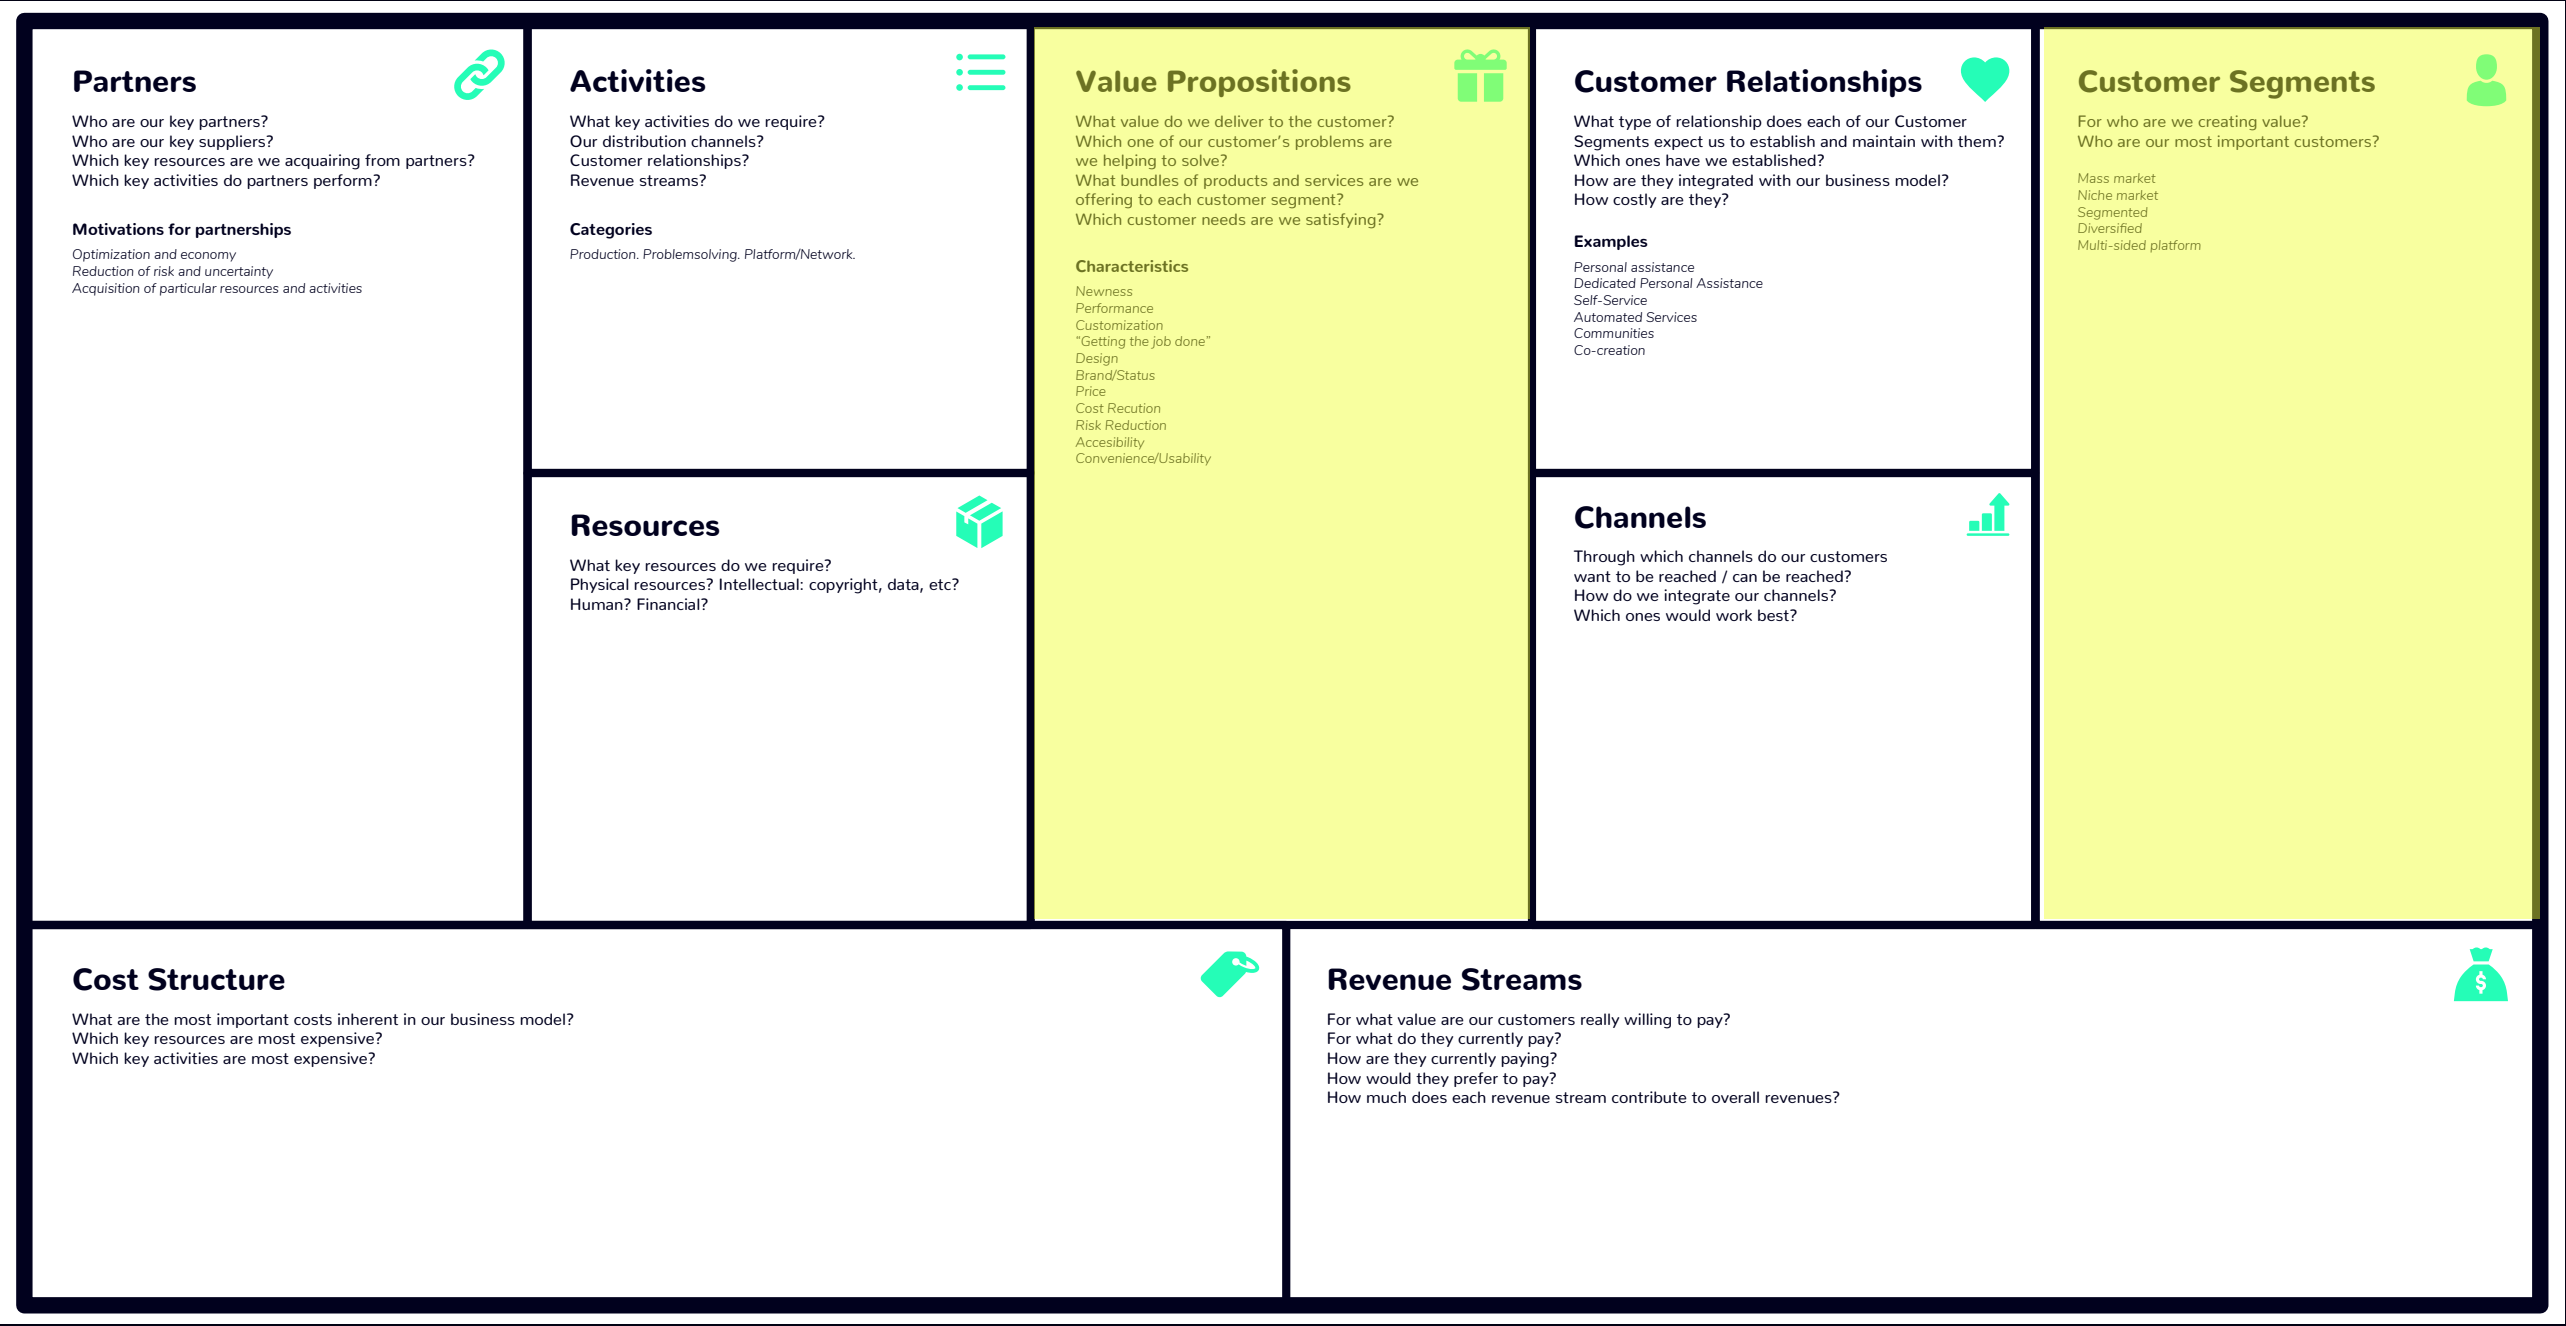 Partners
Who are our key partners?
Who are our key suppliers?
Which key resources are we acquairing from partners?
Which key activities do partners perform?
Motivations for partnerships
Optimization and economy
Reduction of risk and uncertainty
Acquisition of particular resources and activities
Activities
What key activities do we require?
Our distribution channels?
Customer relationships?
Revenue streams?
Categories
Production. Problemsolving. Platform/Network.
Resources
What key resources do we require?
Physical resources? Intellectual: copyright, data, etc?
Human? Financial?
Value Propositions
What value do we deliver to the customer?
Which one of our customer’s problems are
we helping to solve?
What bundles of products and services are we
offering to each customer segment?
Which customer needs are we satisfying?
Characteristics
Newness
Performance
Customization
“Getting the job done”
Design
Brand/Status
Price
Cost Recution
Risk Reduction
Accesibility
Convenience/Usability
Customer Relationships
What type of relationship does each of our Customer
Segments expect us to establish and maintain with them?
Which ones have we established?
How are they integrated with our business model?
How costly are they?
Examples
Personal assistance
Dedicated Personal Assistance
Self-Service
Automated Services
Communities
Co-creation
Channels
Through which channels do our customers
want to be reached / can be reached?
How do we integrate our channels?
Which ones would work best?
Customer Segments
For who are we creating value?
Who are our most important customers?
Mass market
Niche market
Segmented
Diversified
Multi-sided platform
Cost Structure
What are the most important costs inherent in our business model?
Which key resources are most expensive?
Which key activities are most expensive?
Revenue Streams
For what value are our customers really willing to pay?
For what do they currently pay?
How are they currently paying?
How would they prefer to pay?
How much does each revenue stream contribute to overall revenues?
$